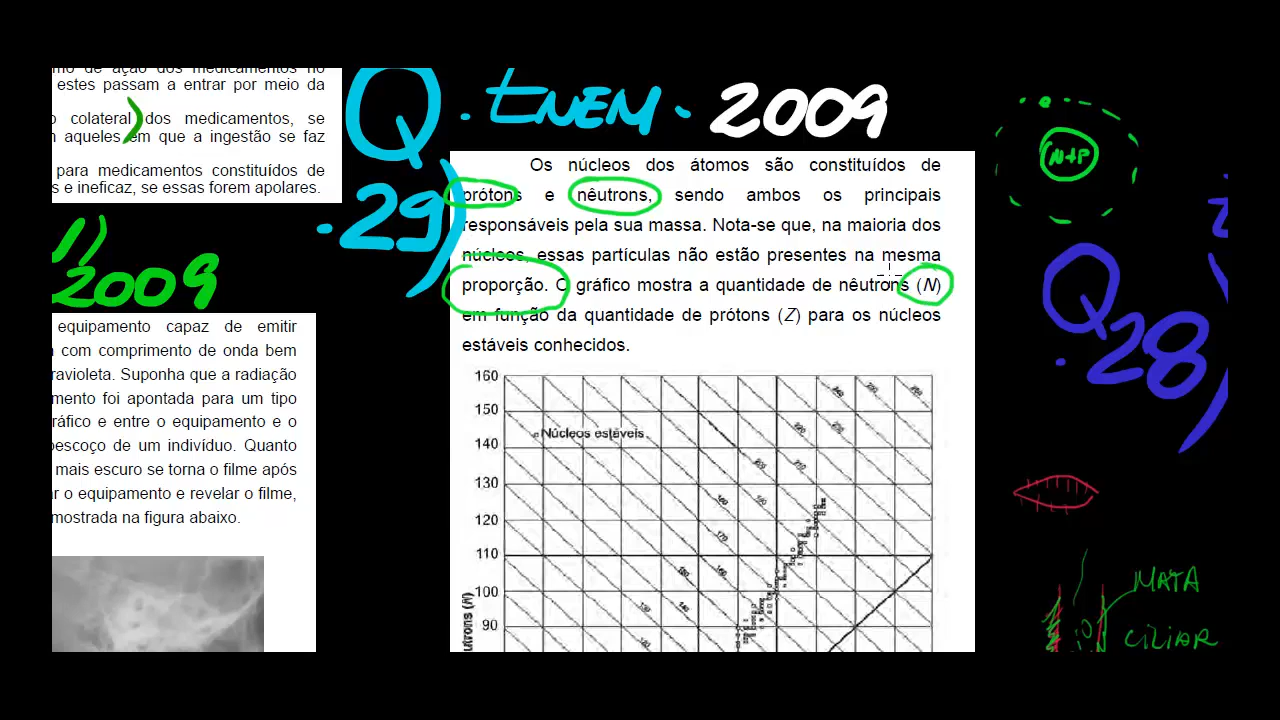 estes passam a entrar por meio da
colateral dos medicamentos, se
aqueles em que a ingestão se faz
para medicamentos constituídos de
s e ineficaz, se essas forem apolares.
1) 2009
equipamento capaz de emitir
com comprimento de onda bem
ravioleta. Suponha que a radiação
mento foi apontada para um tipo
ráfico e entre o equipamento e o
pescoço de um indivíduo. Quanto
mais escuro se torna o filme após
ar o equipamento e revelar o filme,
mostrada na figura abaixo.
Q. ENEM. 2009
.29)
Os núcleos dos átomos são constituídos de
prótons e nêutrons, sendo ambos os principais
responsáveis pela sua massa. Nota-se que, na maioria dos
núcleos, essas partículas não estão presentes na mesma
proporção. O gráfico mostra a quantidade de nêutrons (N)
em função da quantidade de prótons (Z) para os núcleos
estáveis conhecidos.
160
150
140
130
120
110
100
90
Núcleos estáveis
utrons (N)
N+P
Q
.28)
MATA
CILIAR